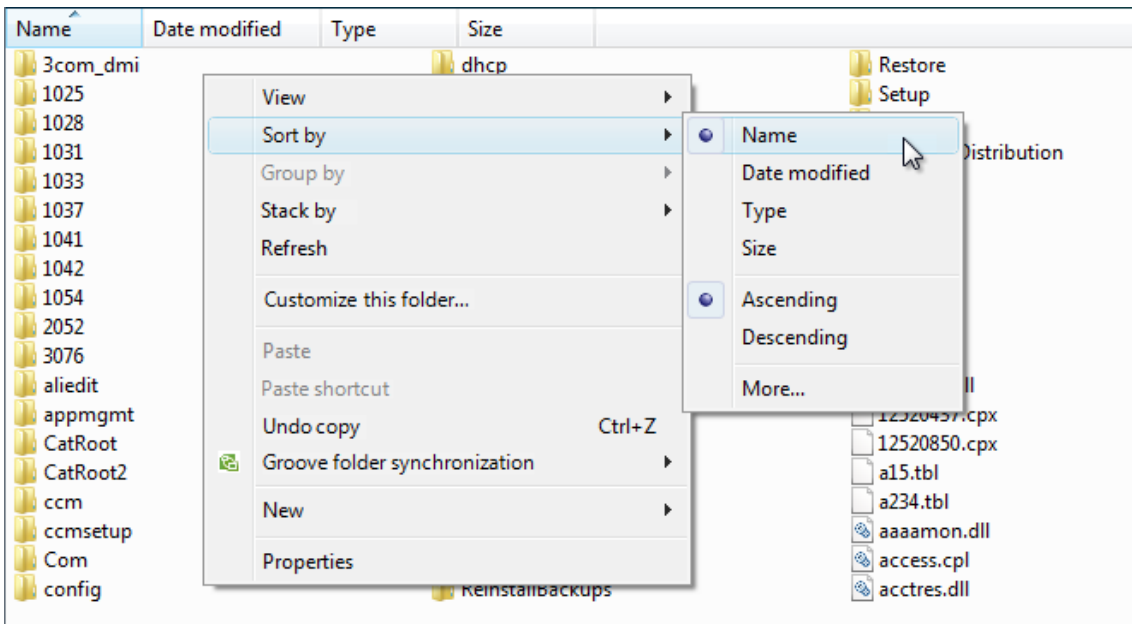 Name Date modified Type Size
3com_dmi
1025
1028
1031
1033
1037
1041
1042
1054
2052
3076
aliedit
appmgmt
CatRoot
CatRoot2
ccm
ccmsetup
Com
config
dhcp
View
Sort by
Group by
Stack by
Refresh
Customize this folder...
Paste
Paste shortcut
Undo copy Ctrl+Z
Groove folder synchronization
New
Properties
ReinstallBackups
Name
Date modified
Type
Size
Ascending
Descending
More...
Restore
Setup
Distribution
12520437.cpx
12520850.cpx
a15.tbl
a234.tbl
aaaamon.dll
access.cpl
acctres.dll